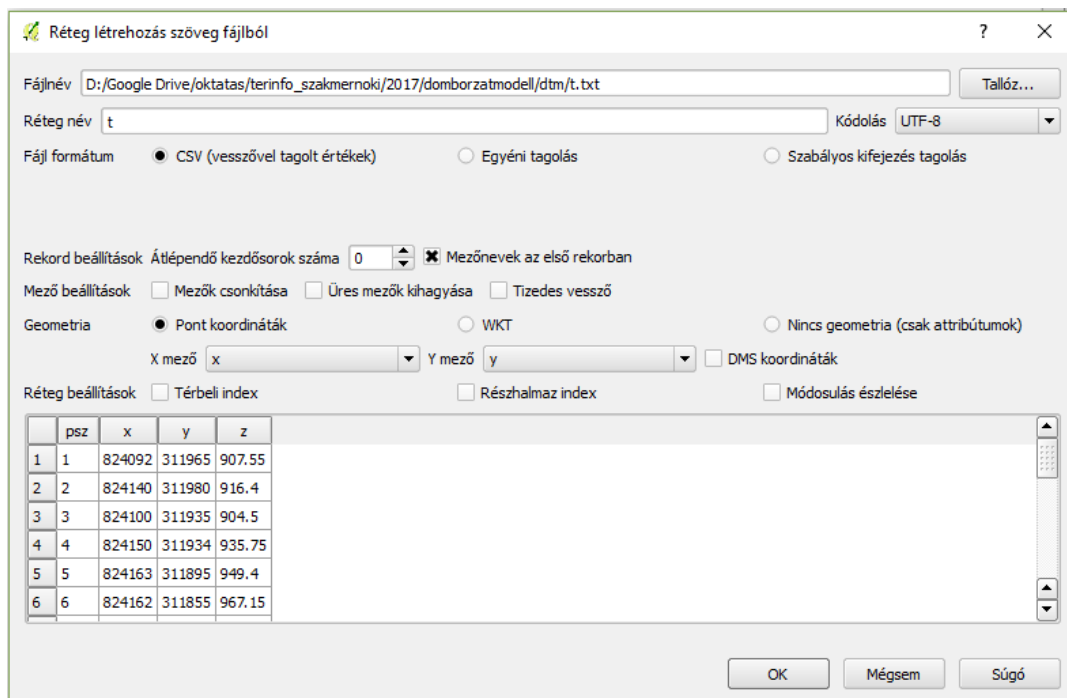 Réteg létrehozás szöveg fájlból
Fájlnév D:/Google Drive/oktatas/terinfo_szakmernoki/2017/domborzatmodell/dtm/t.txt Tallóz...
Réteg név t Kódolás UTF-8
Fájl formátum CSV (vesszővel tagolt értékek) Egyéni tagolás Szabályos kifejezés tagolás
Rekord beállítások Átlépendő kezdősorok száma 0 Mezőnevek az első rekorban
Mező beállítások Mezők csonkítása Üres mezők kihagyása Tizedes vessző
Geometria Pont koordináták WKT Nincs geometria (csak attribútumok)
X mező x Y mező y DMS koordináták
Réteg beállítások Térbeli index Részhalmaz index Módosulás észlelése
psz x y z
1 1 824092 311965 907.55
2 2 824140 311980 916.4
3 3 824100 311935 904.5
4 4 824150 311934 935.75
5 5 824163 311895 949.4
6 6 824162 311855 967.15
OK Mégsem Súgó